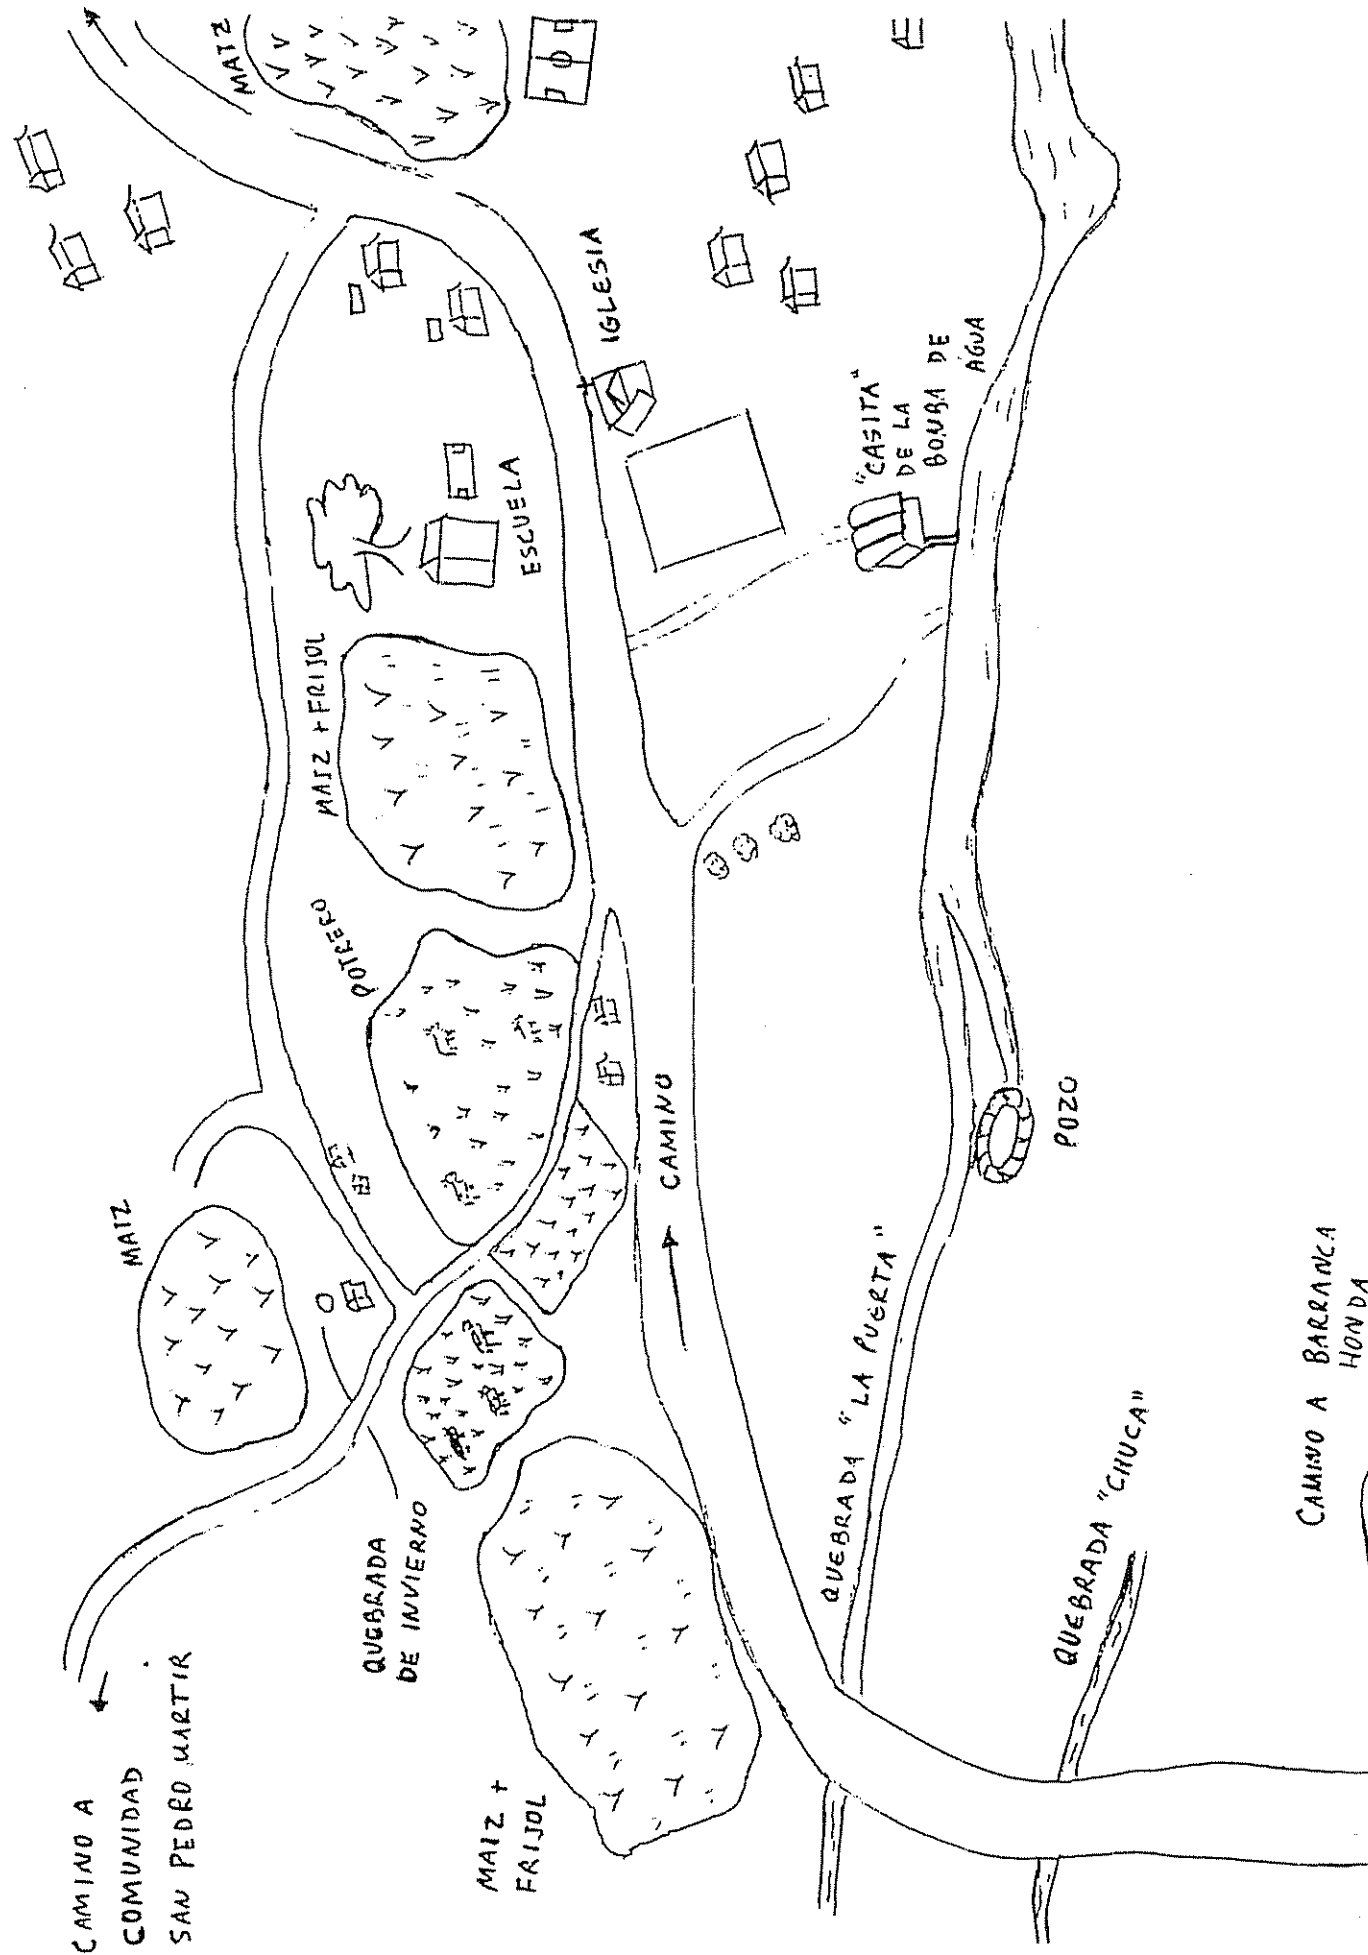 CAMINO A
COMUNIDAD
SAN PEDRO MARTIR
MAIZ
MAIZ
QUEBRADA
DE INVIERNO
POTRERO
MAIZ + FRIJOL
MAIZ +
FRIJOL
ESCUELA
IGLESIA
CAMINO
"CASITA"
DE LA
BOMBA DE
AGUA
QUEBRADA "LA PUERTA"
POZO
QUEBRADA "CHUCA"
CAMINO A BARRANCA
HONDA